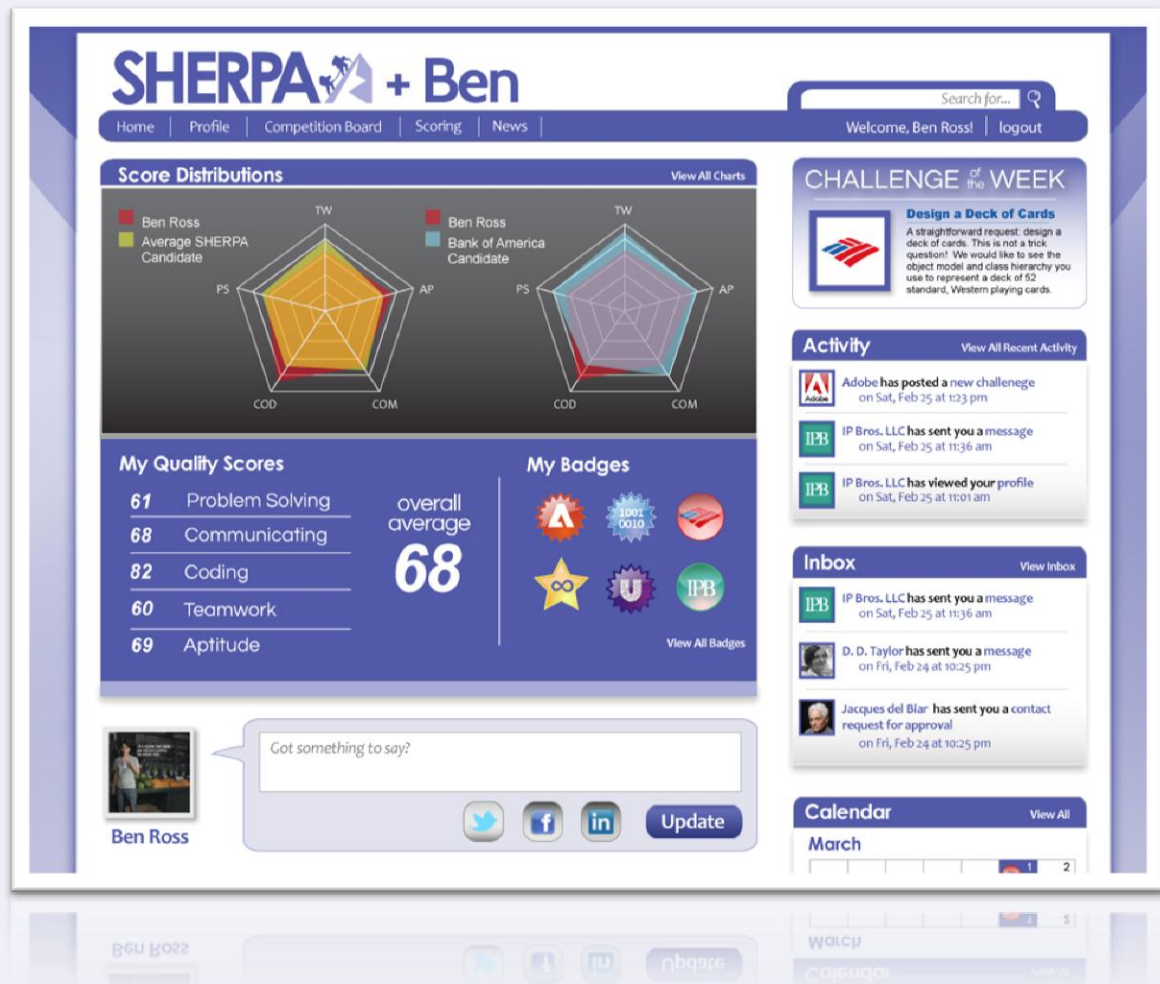 SHERPA + Ben
Search for...
Home | Profile | Competition Board | Scoring | News |
Welcome, Ben Ross! | logout
Score Distributions
View All Charts
Ben Ross
Average SHERPA
Candidate
TW
AP
COM
COD
PS
Ben Ross
Bank of America
Candidate
TW
AP
COM
COD
PS
My Quality Scores
61 Problem Solving
68 Communicating
82 Coding
60 Teamwork
69 Aptitude
overall
average
68
My Badges
1001
0010
U
IPB
View All Badges
Got something to say?
Update
Ben Ross
CHALLENGE of the WEEK
Design a Deck of Cards
A straightforward request: design a
deck of cards. This is not a trick
question! We would like to see the
object model and class hierarchy you
use to represent a deck of 52
standard, Western playing cards.
Activity
View All Recent Activity
Adobe
Adobe has posted a new challenege
on Sat, Feb 25 at 1:23 pm
IPB
IP Bros. LLC has sent you a message
on Sat, Feb 25 at 11:36 am
IPB
IP Bros. LLC has viewed your profile
on Sat, Feb 25 at 11:01 am
Inbox
View Inbox
IPB
IP Bros. LLC has sent you a message
on Sat, Feb 25 at 11:36 am
D. D. Taylor has sent you a message
on Fri, Feb 24 at 10:25 pm
Jacques del Biar has sent you a contact
request for approval
on Fri, Feb 24 at 10:25 pm
Calendar
View All
March
1
2